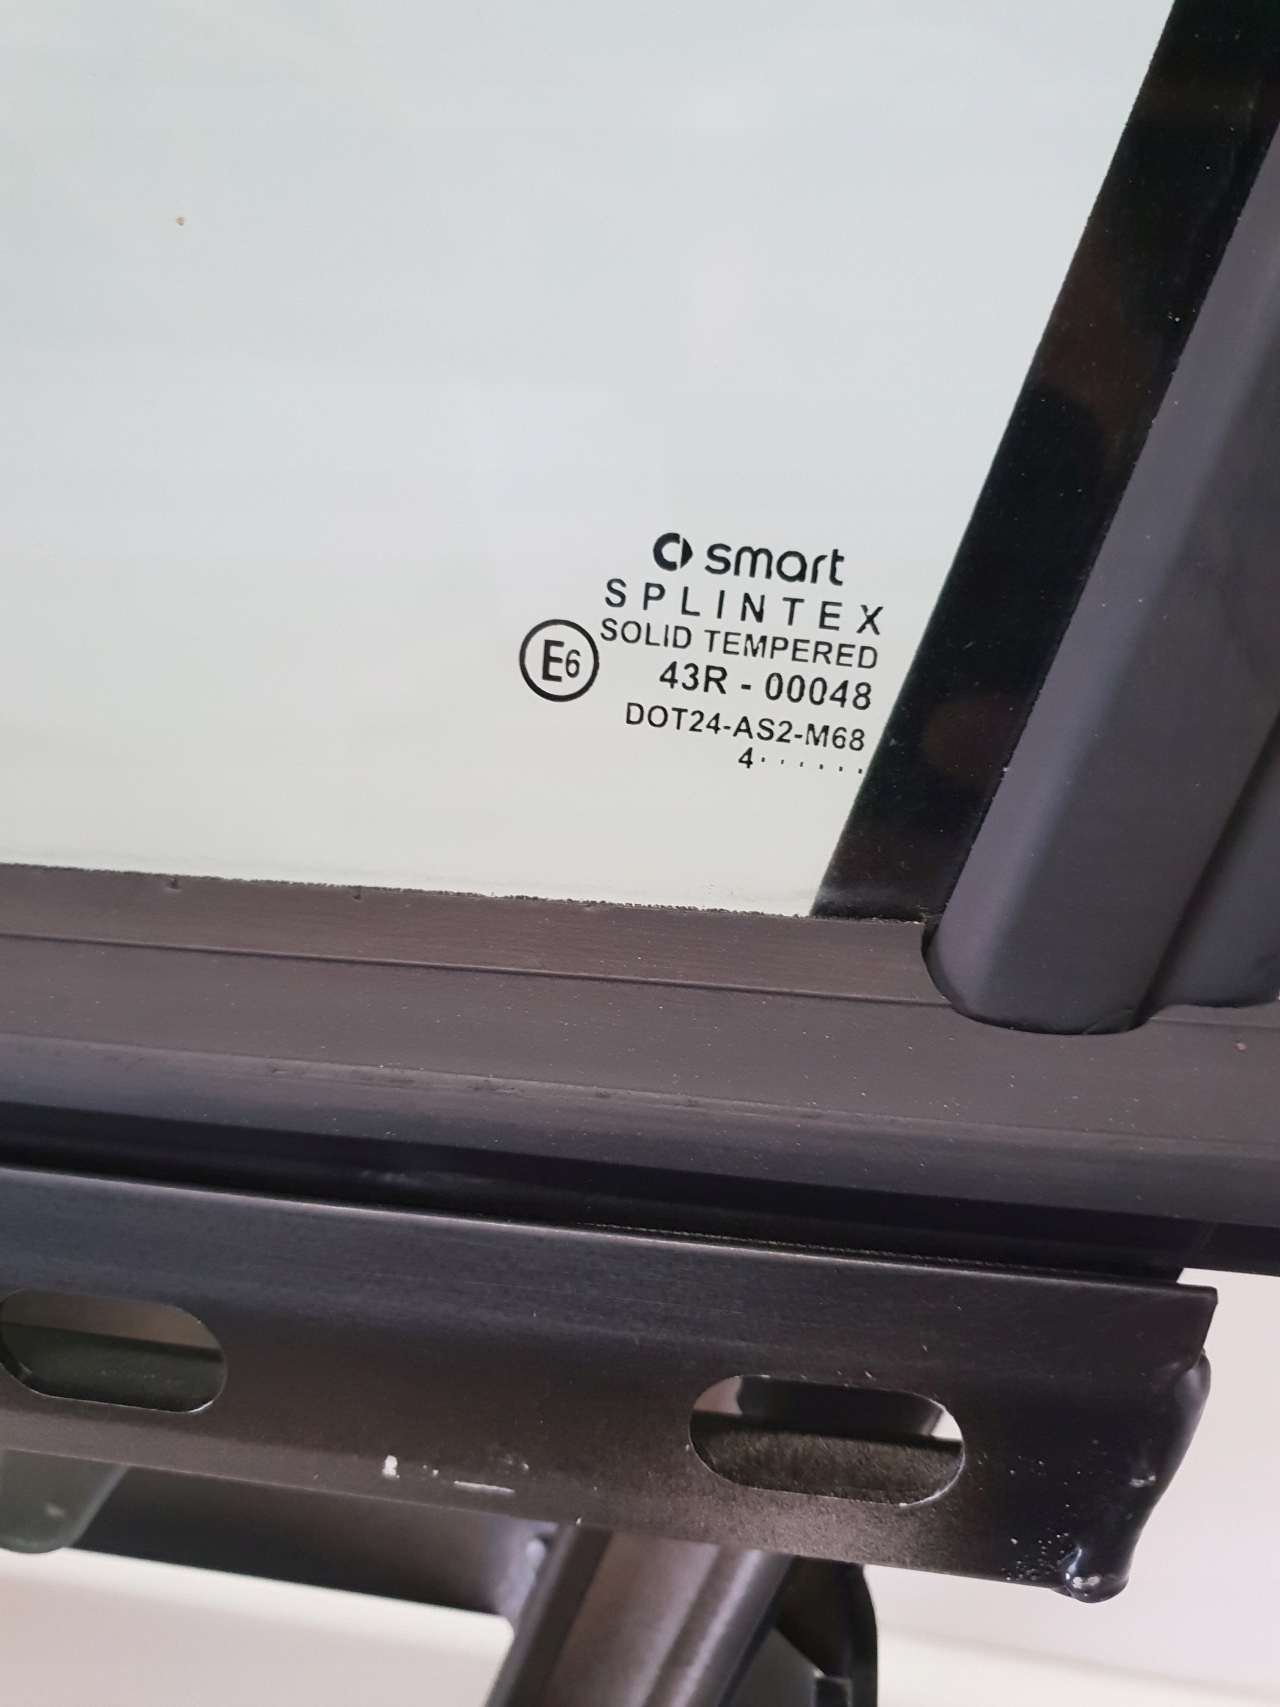 smart
SPLINTEX
SOLID TEMPERED
E6
43R - 00048
DOT24-AS2-M68
4· · · · · ·